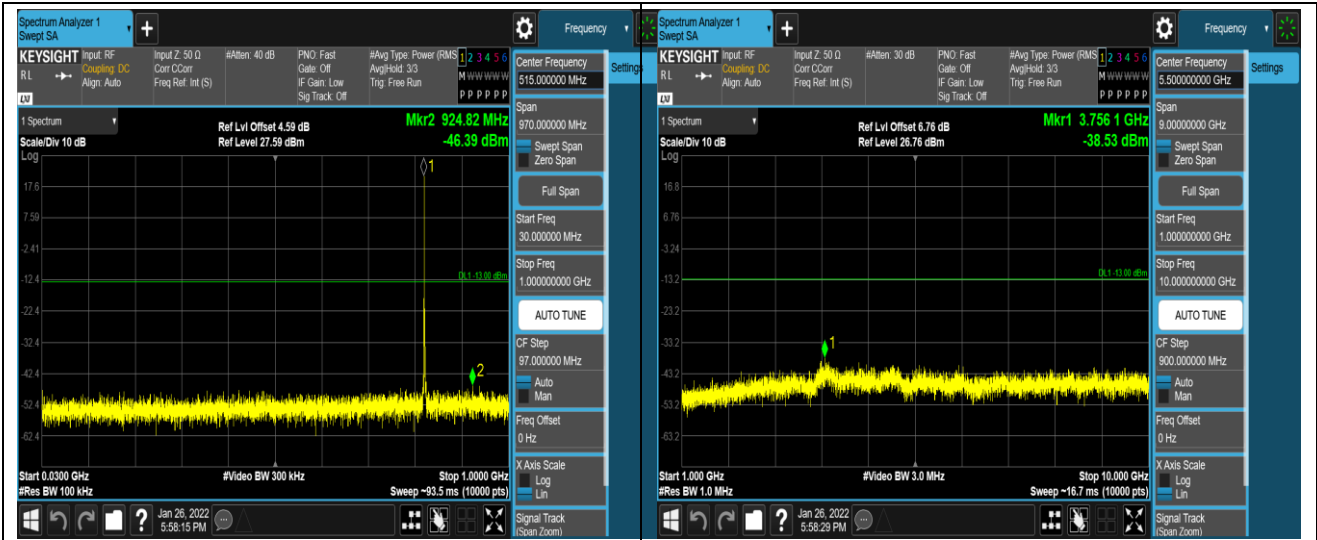 Spectrum Analyzer 1
Swept SA
+
Frequency
KEYSIGHT
RL
LXI
Input: RF
Coupling: DC
Align: Auto
Input Z: 50 Ω
Corr CCorr
Freq Ref: Int (S)
#Atten: 40 dB
PNO: Fast
Gate: Off
IF Gain: Low
Sig Track: Off
#Avg Type: Power (RMS
Avg|Hold: 3/3
Trig: Free Run
1 2 3 4 5 6
M W W W W W
P P P P P P
1 Spectrum
Scale/Div 10 dB
Log
Ref Lvl Offset 4.59 dB
Ref Level 27.59 dBm
Mkr2 924.82 MHz
-46.39 dBm
1
17.6
7.59
-2.41
-12.4
DL1 -13.00 dBm
-22.4
-32.4
-42.4
2
-52.4
-62.4
Start 0.0300 GHz
#Res BW 100 kHz
#Video BW 300 kHz
Stop 1.0000 GHz
Sweep ~93.5 ms (10000 pts)
Center Frequency
515.000000 MHz
Settings
Span
970.000000 MHz
Swept Span
Zero Span
Full Span
Start Freq
30.000000 MHz
Stop Freq
1.000000000 GHz
AUTO TUNE
CF Step
97.000000 MHz
Auto
Man
Freq Offset
0 Hz
X Axis Scale
Log
Lin
Signal Track
(Span Zoom)
?
Jan 26, 2022
5:58:15 PM
Spectrum Analyzer 1
Swept SA
+
Frequency
KEYSIGHT
RL
LXI
Input: RF
Coupling: DC
Align: Auto
Input Z: 50 Ω
Corr CCorr
Freq Ref: Int (S)
#Atten: 30 dB
PNO: Fast
Gate: Off
IF Gain: Low
Sig Track: Off
#Avg Type: Power (RMS
Avg|Hold: 3/3
Trig: Free Run
1 2 3 4 5 6
M W W W W W
P P P P P P
1 Spectrum
Scale/Div 10 dB
Log
Ref Lvl Offset 6.76 dB
Ref Level 26.76 dBm
Mkr1 3.756 1 GHz
-38.53 dBm
16.8
6.76
-3.24
-13.2
DL1 -13.00 dBm
-23.2
-33.2
1
-43.2
-53.2
-63.2
Start 1.000 GHz
#Res BW 1.0 MHz
#Video BW 3.0 MHz
Stop 10.000 GHz
Sweep ~16.7 ms (10000 pts)
Center Frequency
5.500000000 GHz
Settings
Span
9.00000000 GHz
Swept Span
Zero Span
Full Span
Start Freq
1.000000000 GHz
Stop Freq
10.000000000 GHz
AUTO TUNE
CF Step
900.000000 MHz
Auto
Man
Freq Offset
0 Hz
X Axis Scale
Log
Lin
Signal Track
(Span Zoom)
?
Jan 26, 2022
5:58:29 PM